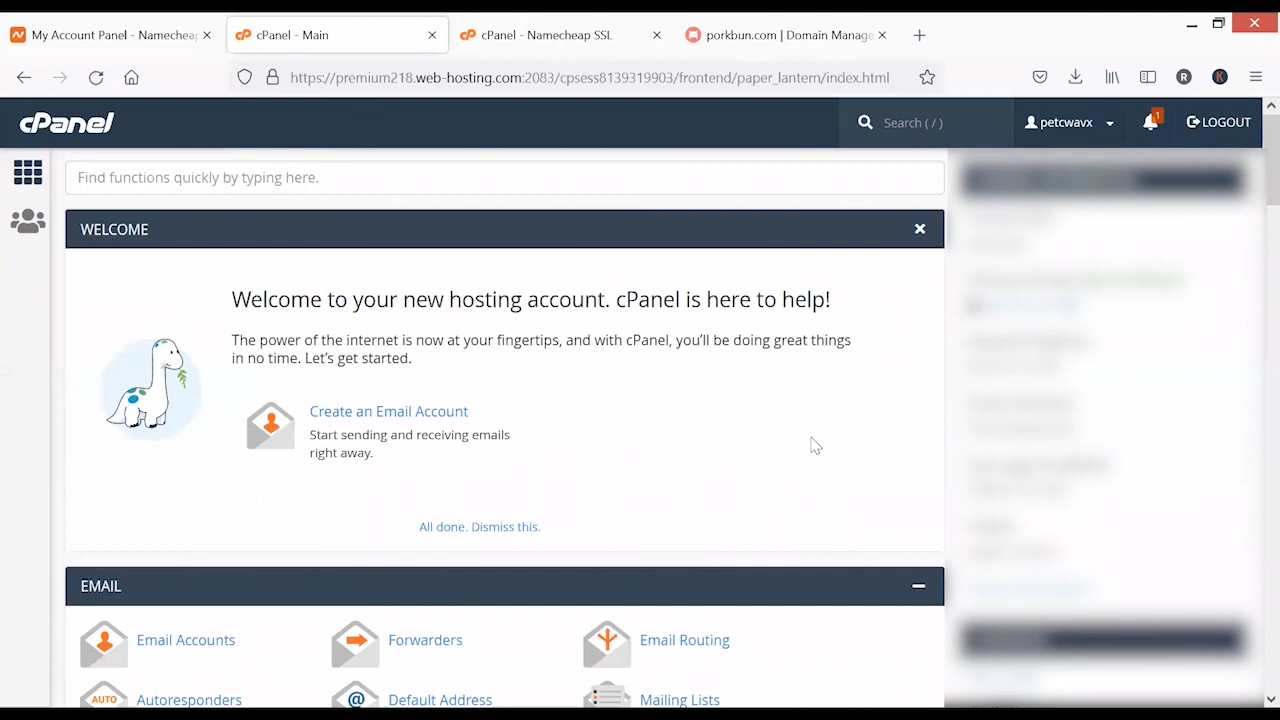 My Account Panel - Namecheap
cPanel - Main
cPanel - Namecheap SSL
porkbun.com | Domain Manage
https://premium218.web-hosting.com:2083/cpsess8139319903/frontend/paper_lantern/index.html
R
K
cPanel
Search ( / )
petcwavx
1
LOGOUT
Find functions quickly by typing here.
WELCOME
Welcome to your new hosting account. cPanel is here to help!
The power of the internet is now at your fingertips, and with cPanel, you'll be doing great things
in no time. Let's get started.
Create an Email Account
Start sending and receiving emails
right away.
All done. Dismiss this.
EMAIL
Email Accounts
Forwarders
Email Routing
AUTO
Autoresponders
Default Address
Mailing Lists